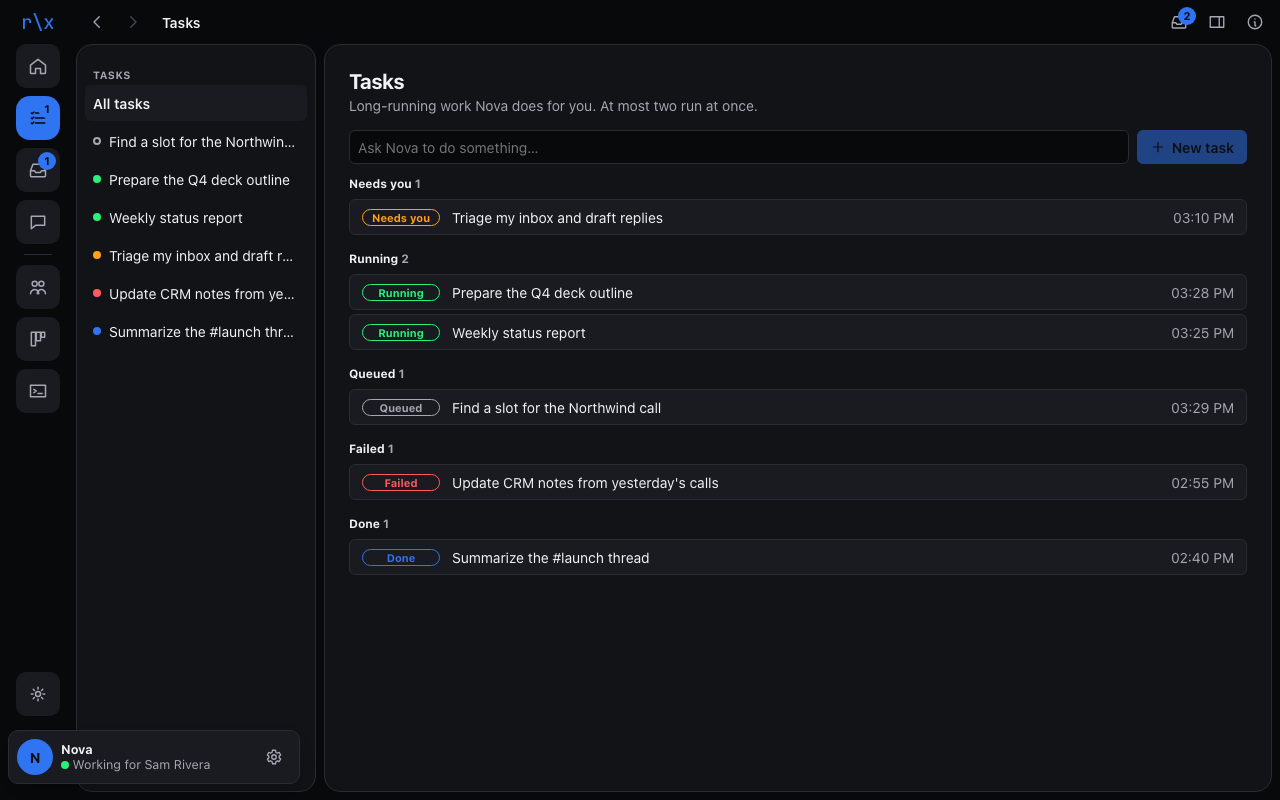 r\x
Tasks
2
1
1
TASKS
All tasks
Find a slot for the Northwin...
Prepare the Q4 deck outline
Weekly status report
Triage my inbox and draft r...
Update CRM notes from ye...
Summarize the #launch thr...
Tasks
Long-running work Nova does for you. At most two run at once.
Ask Nova to do something...
New task
Needs you 1
Needs you Triage my inbox and draft replies 03:10 PM
Running 2
Running Prepare the Q4 deck outline 03:28 PM
Running Weekly status report 03:25 PM
Queued 1
Queued Find a slot for the Northwind call 03:29 PM
Failed 1
Failed Update CRM notes from yesterday's calls 02:55 PM
Done 1
Done Summarize the #launch thread 02:40 PM
N
Nova
Working for Sam Rivera